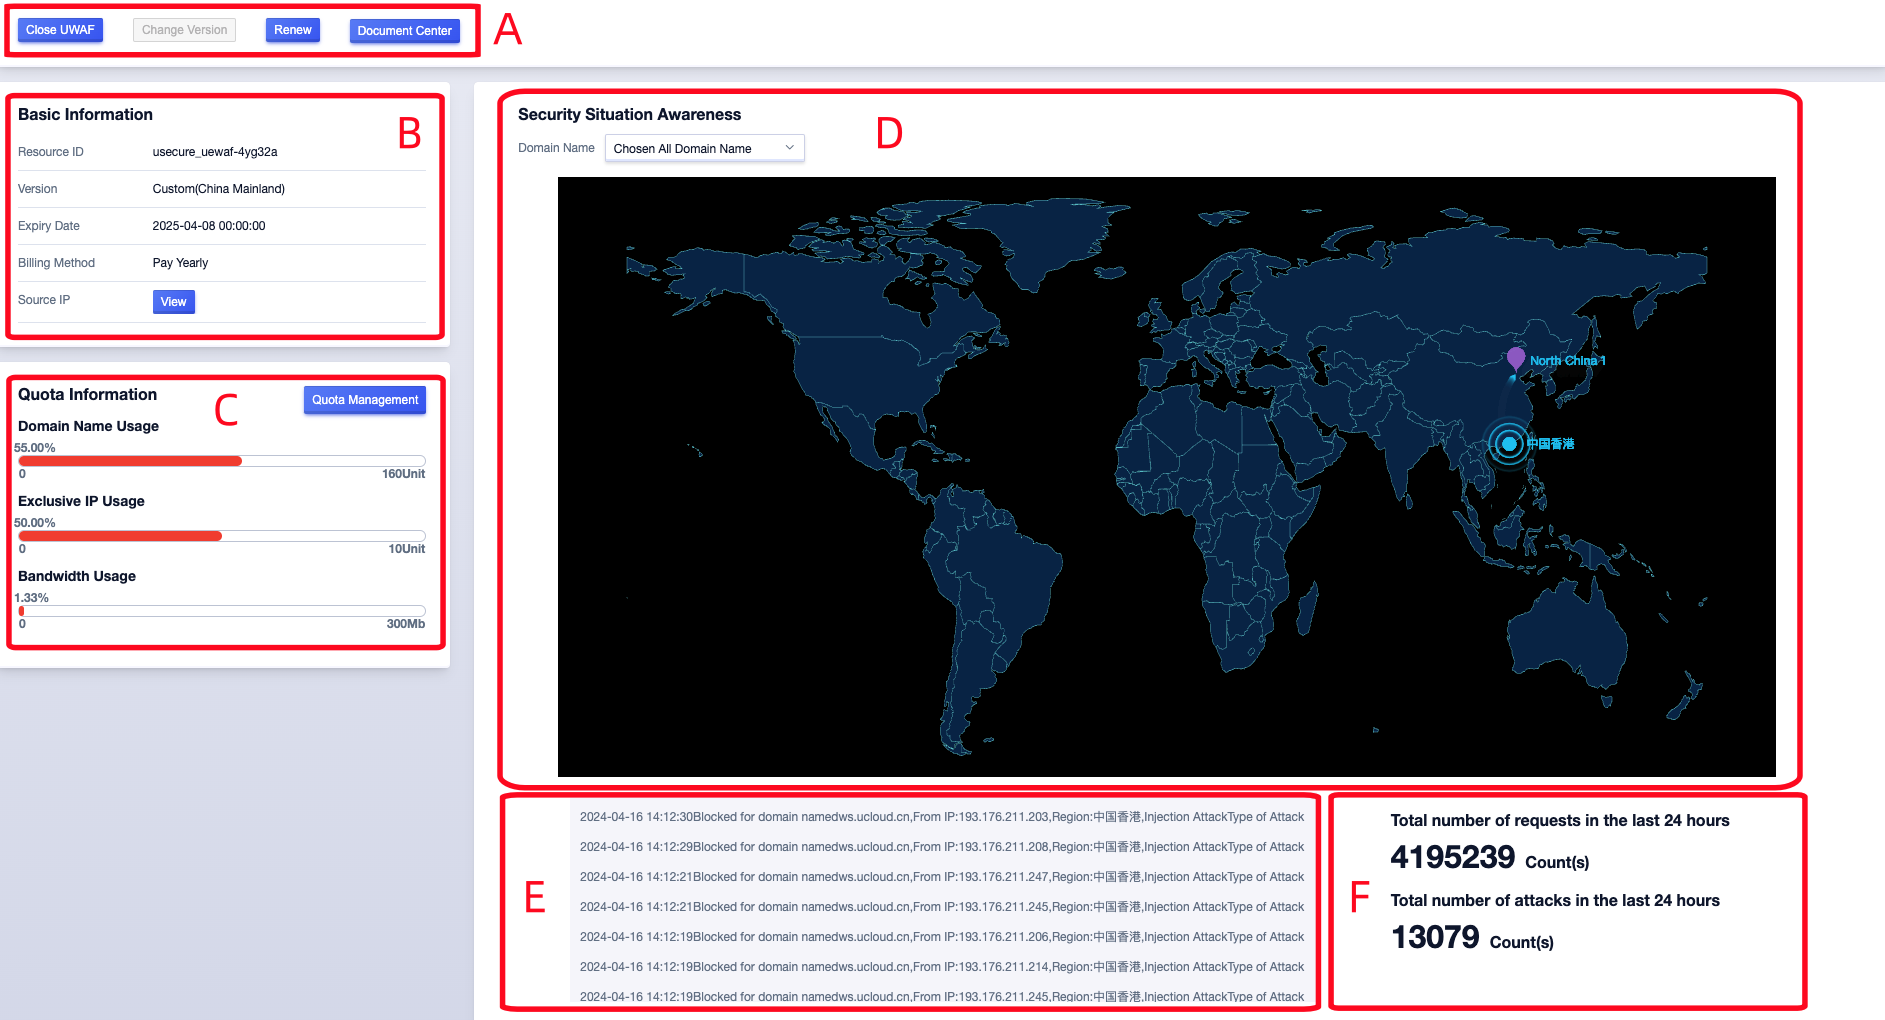 Close UWAF Change Version Renew Document Center A
Basic Information B
Resource ID usecure_uewaf-4yg32a
Version Custom(China Mainland)
Expiry Date 2025-04-08 00:00:00
Billing Method Pay Yearly
Source IP View
Quota Information C Quota Management
Domain Name Usage
55.00%
0 160Unit
Exclusive IP Usage
50.00%
0 10Unit
Bandwidth Usage
1.33%
0 300Mb
Security Situation Awareness D
Domain Name Chosen All Domain Name
North China 1
中国香港
E
2024-04-16 14:12:30Blocked for domain namedws.ucloud.cn,From IP:193.176.211.203,Region:中国香港,Injection AttackType of Attack
2024-04-16 14:12:29Blocked for domain namedws.ucloud.cn,From IP:193.176.211.208,Region:中国香港,Injection AttackType of Attack
2024-04-16 14:12:21Blocked for domain namedws.ucloud.cn,From IP:193.176.211.247,Region:中国香港,Injection AttackType of Attack
2024-04-16 14:12:21Blocked for domain namedws.ucloud.cn,From IP:193.176.211.245,Region:中国香港,Injection AttackType of Attack
2024-04-16 14:12:19Blocked for domain namedws.ucloud.cn,From IP:193.176.211.206,Region:中国香港,Injection AttackType of Attack
2024-04-16 14:12:19Blocked for domain namedws.ucloud.cn,From IP:193.176.211.214,Region:中国香港,Injection AttackType of Attack
2024-04-16 14:12:19Blocked for domain namedws.ucloud.cn,From IP:193.176.211.245,Region:中国香港,Injection AttackType of Attack
F
Total number of requests in the last 24 hours
4195239 Count(s)
Total number of attacks in the last 24 hours
13079 Count(s)